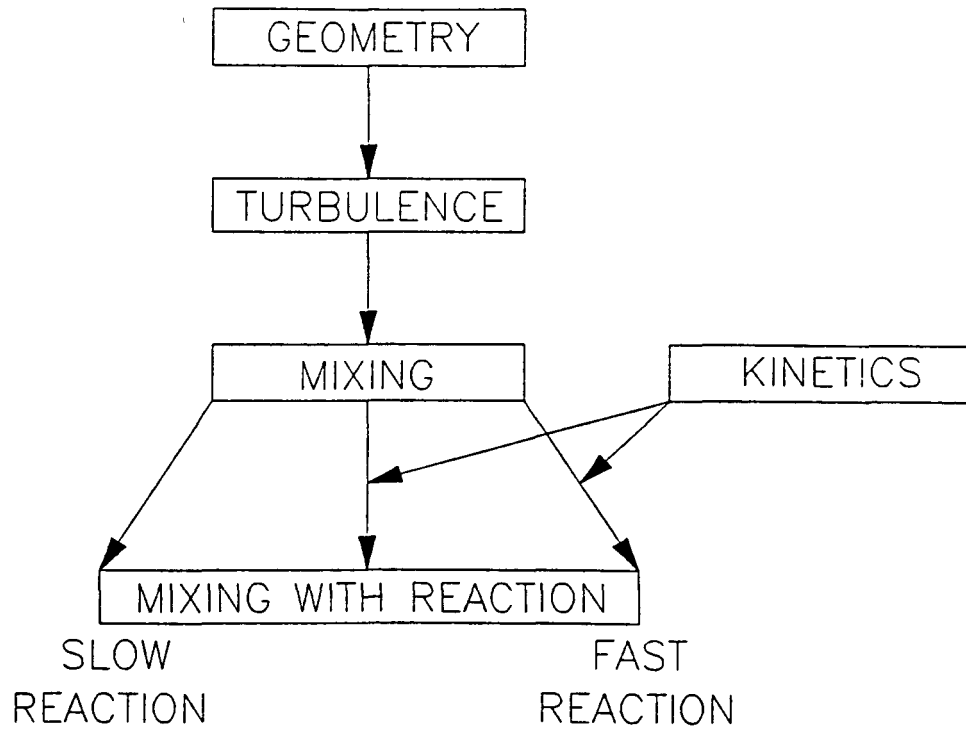 GEOMETRY
TURBULENCE
MIXING
KINETICS
MIXING WITH REACTION
SLOW
REACTION
FAST
REACTION